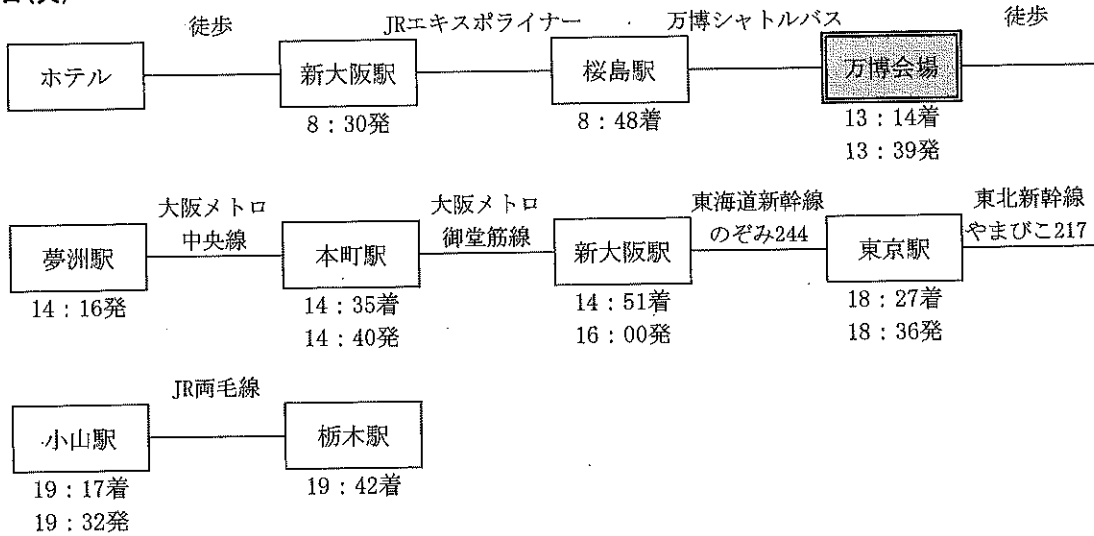 徒歩 JRエキスポライナー 万博シャトルバス 徒歩
ホテル 新大阪駅 桜島駅 万博会場
8：30発 8：48着 13：14着
13：39発
大阪メトロ 大阪メトロ 東海道新幹線 東北新幹線
中央線 御堂筋線 のぞみ244 やまびこ217
夢洲駅 本町駅 新大阪駅 東京駅
14：16発 14：35着 14：51着 18：27着
14：40発 16：00発 18：36発
JR両毛線
小山駅 栃木駅
19：17着 19：42着
19：32発